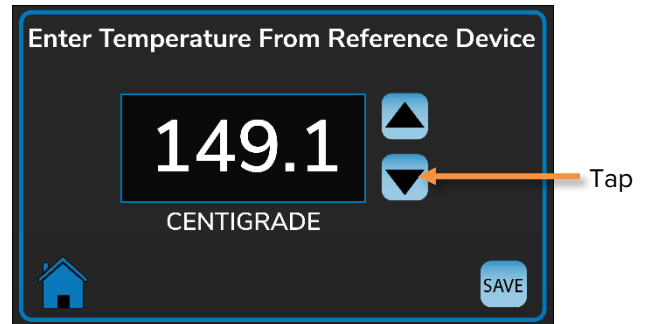 Enter Temperature From Reference Device
149.1
Tap
CENTIGRADE
SAVE